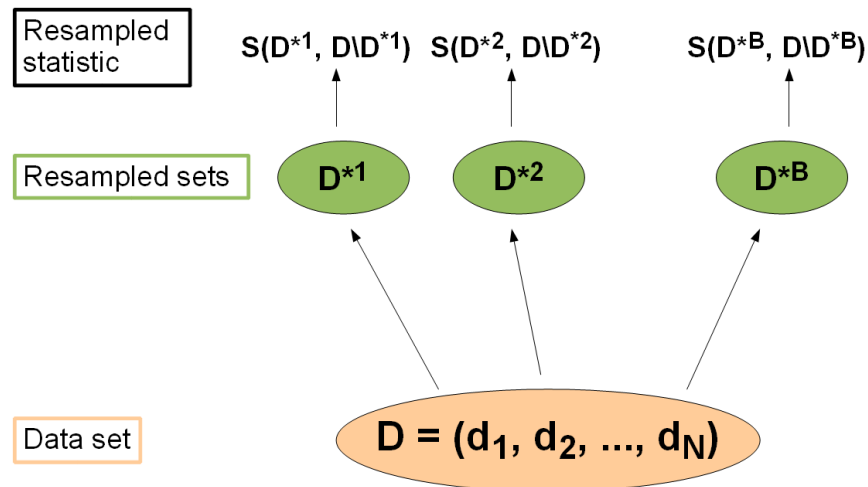 Resampled
statistic
S(D*1, D\D*1) S(D*2, D\D*2) S(D*B, D\D*B)
Resampled sets
D*1 D*2 D*B
Data set
D = (d1, d2, ..., dN)